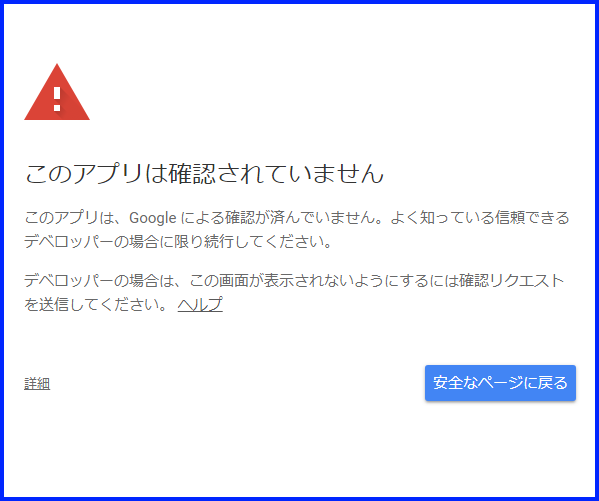 このアプリは確認されていません
このアプリは、Google による確認が済んでいません。よく知っている信頼できる
デベロッパーの場合に限り続行してください。
デベロッパーの場合は、この画面が表示されないようにするには確認リクエスト
を送信してください。 ヘルプ
詳細
安全なページに戻る